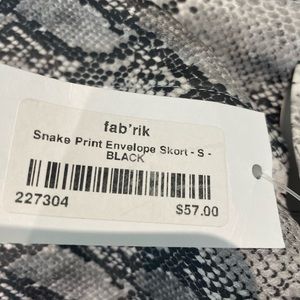 fab'rik
Snake Print Envelope Skort - S -
BLACK
227304
$57.00